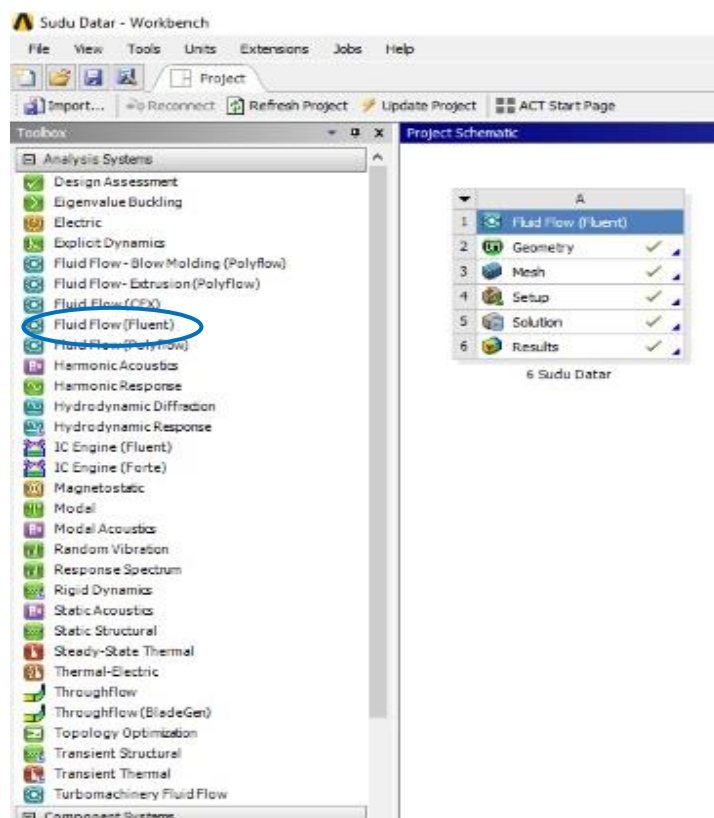 Sudu Datar - Workbench
File View Tools Units Extensions Jobs Help
Project
Import... Reconnect Refresh Project Update Project ACT Start Page
Toolbox
Project Schematic
Analysis Systems
Design Assessment
Eigenvalue Buckling
Electric
Explicit Dynamics
Fluid Flow - Blow Molding (Polyflow)
Fluid Flow - Extrusion (Polyflow)
Fluid Flow (CFX)
Fluid Flow (Fluent)
Fluid Flow (Polyflow)
Harmonic Acoustics
Harmonic Response
Hydrodynamic Diffraction
Hydrodynamic Response
IC Engine (Fluent)
IC Engine (Forte)
Magnetostatic
Modal
Modal Acoustics
Random Vibration
Response Spectrum
Rigid Dynamics
Static Acoustics
Static Structural
Steady-State Thermal
Thermal-Electric
Throughflow
Throughflow (BladeGen)
Topology Optimization
Transient Structural
Transient Thermal
Turbomachinery Fluid Flow
Component Systems
A
1 Fluid Flow (Fluent)
2 Geometry
3 Mesh
4 Setup
5 Solution
6 Results
6 Sudu Datar